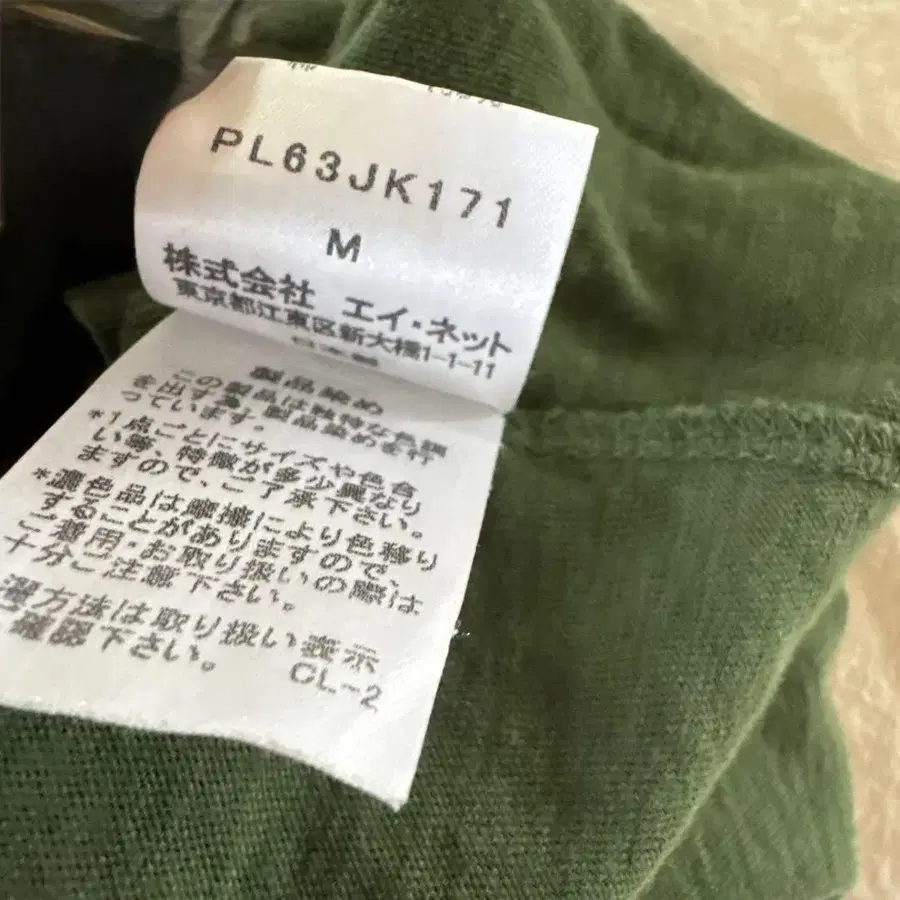 PL63JK171
M
株式会社 エイ・ネット
東京都江東区新大橋1-1-11
日本製
製品染め
この製品は独特な色調
を出す為、製品染めを行
っています。
*1点ごとにサイズや色合
い等、特徴が多少異なり
ますので、ご了承下さい。
*濃色品は摩擦により色移り
することがありますので、
ご着用・お取り扱いの際は
十分ご注意下さい。
濯方法は取り扱い表示
確認下さい。
CL-2